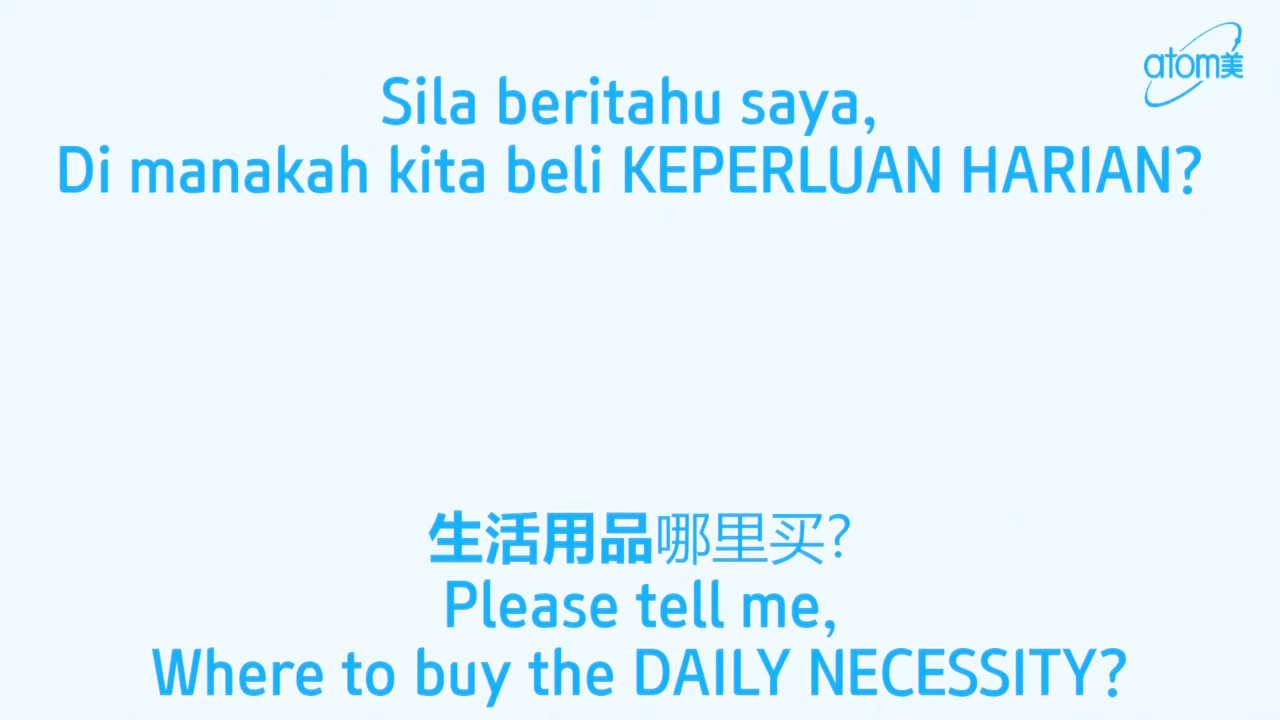 atom美
Sila beritahu saya,
Di manakah kita beli KEPERLUAN HARIAN?
生活用品哪里买?
Please tell me,
Where to buy the DAILY NECESSITY?